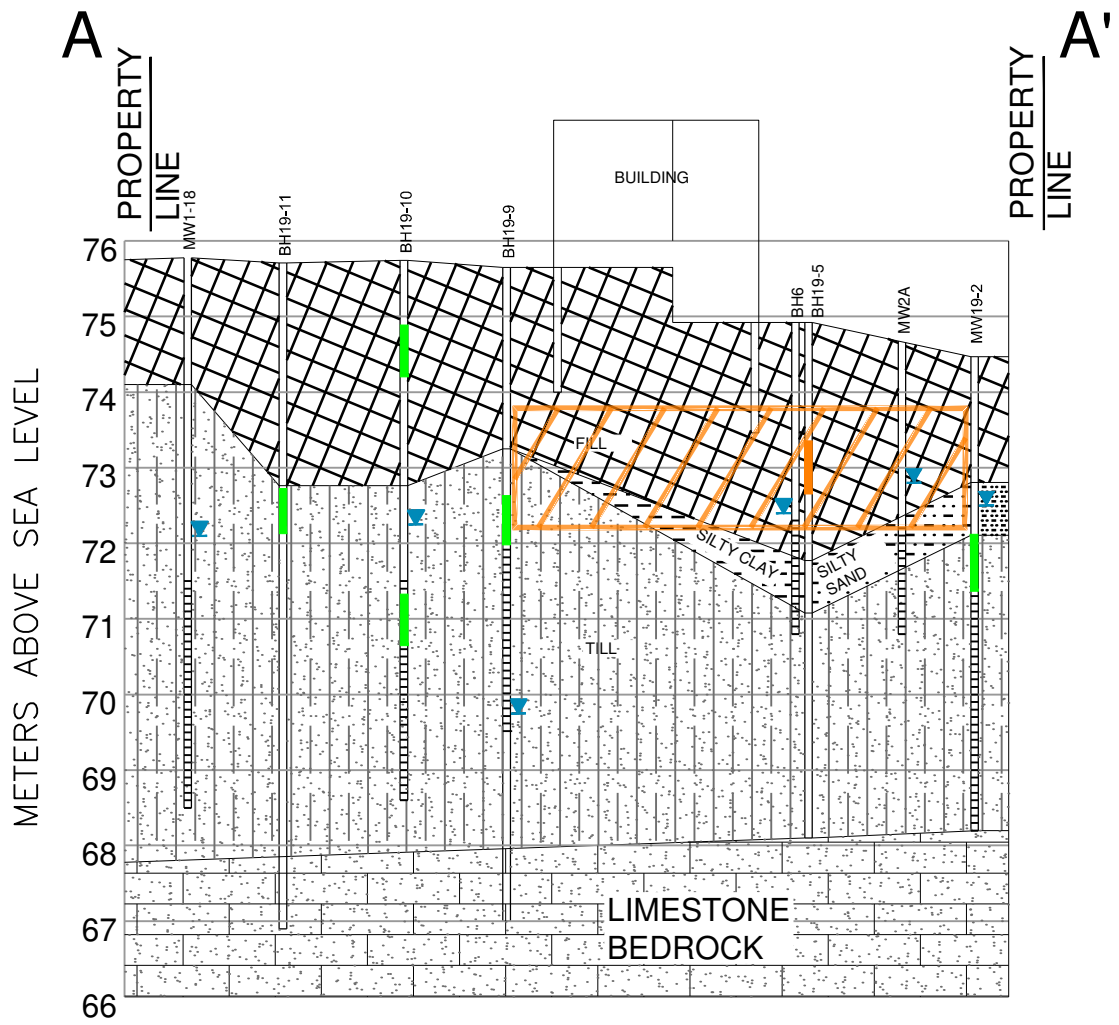 A
A'
PROPERTY
LINE
PROPERTY
LINE
MW1-18
BH19-11
BH19-10
BH19-9
BUILDING
BH6
BH19-5
MW2A
MW19-2
METERS ABOVE SEA LEVEL
76
75
74
73
72
71
70
69
68
67
66
FILL
SILTY CLAY
SILTY
SAND
TILL
LIMESTONE
BEDROCK